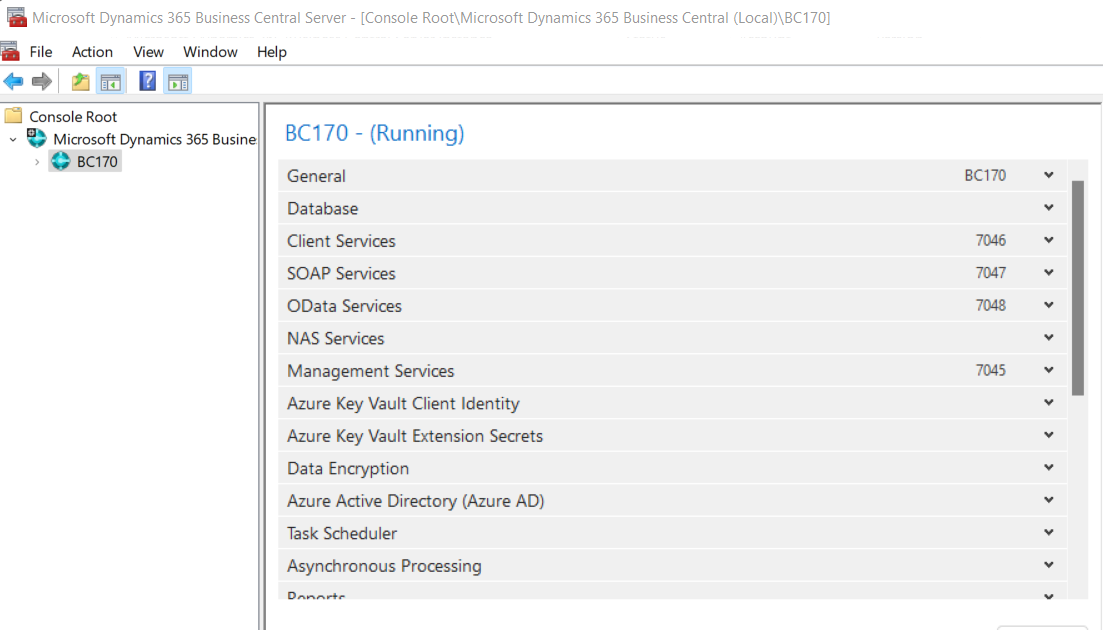 Microsoft Dynamics 365 Business Central Server - [Console Root\Microsoft Dynamics 365 Business Central (Local)\BC170]
File Action View Window Help
Console Root
Microsoft Dynamics 365 Busine
BC170
BC170 - (Running)
General BC170
Database
Client Services 7046
SOAP Services 7047
OData Services 7048
NAS Services
Management Services 7045
Azure Key Vault Client Identity
Azure Key Vault Extension Secrets
Data Encryption
Azure Active Directory (Azure AD)
Task Scheduler
Asynchronous Processing
Reports